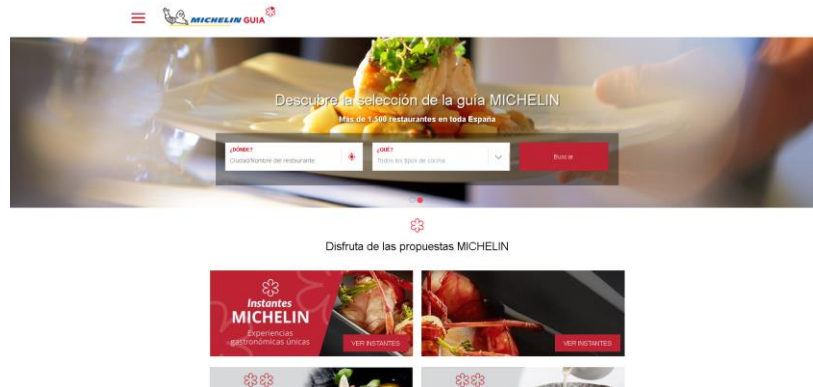 MICHELIN GUIA
Descubre la selección de la guía MICHELIN
Más de 1 500 restaurantes en toda España
¿DÓNDE?
Ciudad/Nombre del restaurante
¿QUÉ?
Todos los tipos de cocina
Buscar
Disfruta de las propuestas MICHELIN
Instantes
MICHELIN
Experiencias
gastronómicas únicas
VER INSTANTES
VER INSTANTES